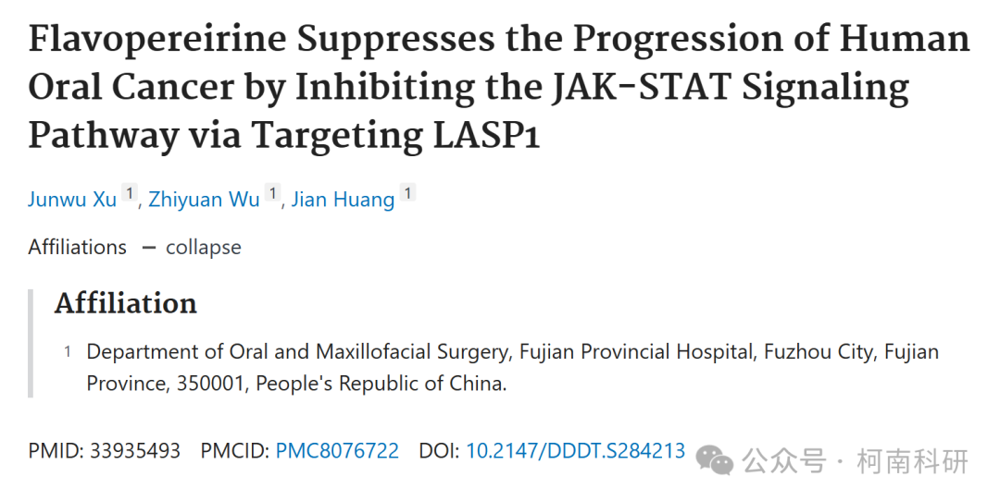 Flavopereirine Suppresses the Progression of Human
Oral Cancer by Inhibiting the JAK-STAT Signaling
Pathway via Targeting LASP1
Junwu Xu 1, Zhiyuan Wu 1, Jian Huang 1
Affiliations — collapse
Affiliation
1 Department of Oral and Maxillofacial Surgery, Fujian Provincial Hospital, Fuzhou City, Fujian
Province, 350001, People's Republic of China.
PMID: 33935493 PMCID: PMC8076722 DOI: 10.2147/DDDT.S284213
公众号 · 柯南科研